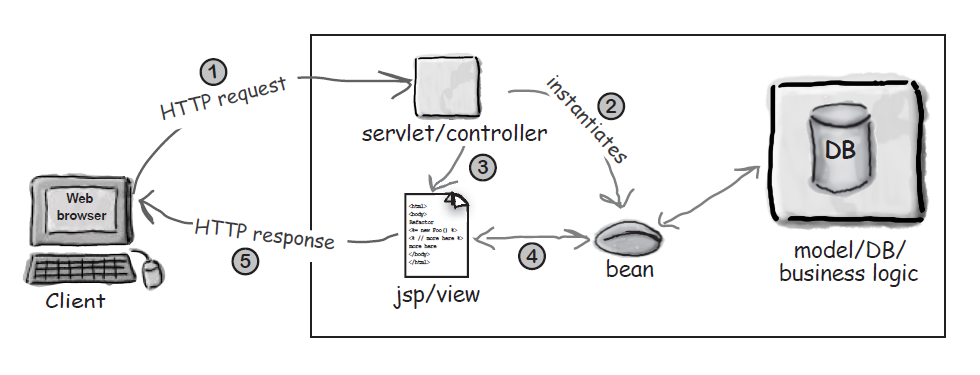 1
HTTP request
servlet/controller
instantiates
2
3
DB
Web
browser
Client
HTTP response
5
4
<html>
<body>
Refactor
<%= new Foo() %>
<% // more here %>
more here
</body>
</html>
jsp/view
4
bean
model/DB/
business logic